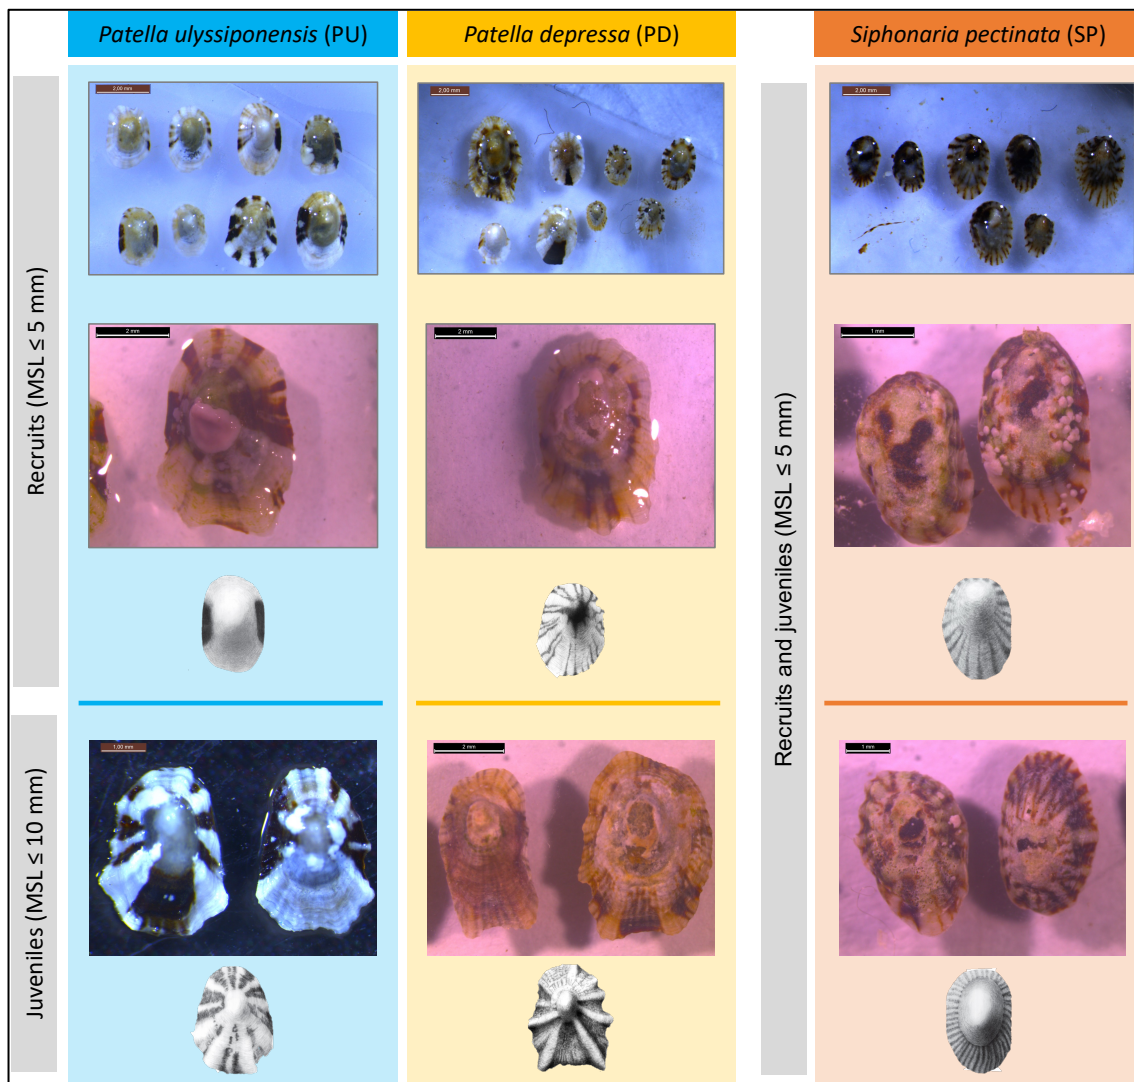 Patella ulyssiponensis (PU)
Patella depressa (PD)
Siphonaria pectinata (SP)
Recruits (MSL ≤ 5 mm)
Juveniles (MSL ≤ 10 mm)
Recruits and juveniles (MSL ≤ 5 mm)
2,00 mm
2,00 mm
2,00 mm
2 mm
2 mm
1 mm
1,00 mm
2 mm
1 mm